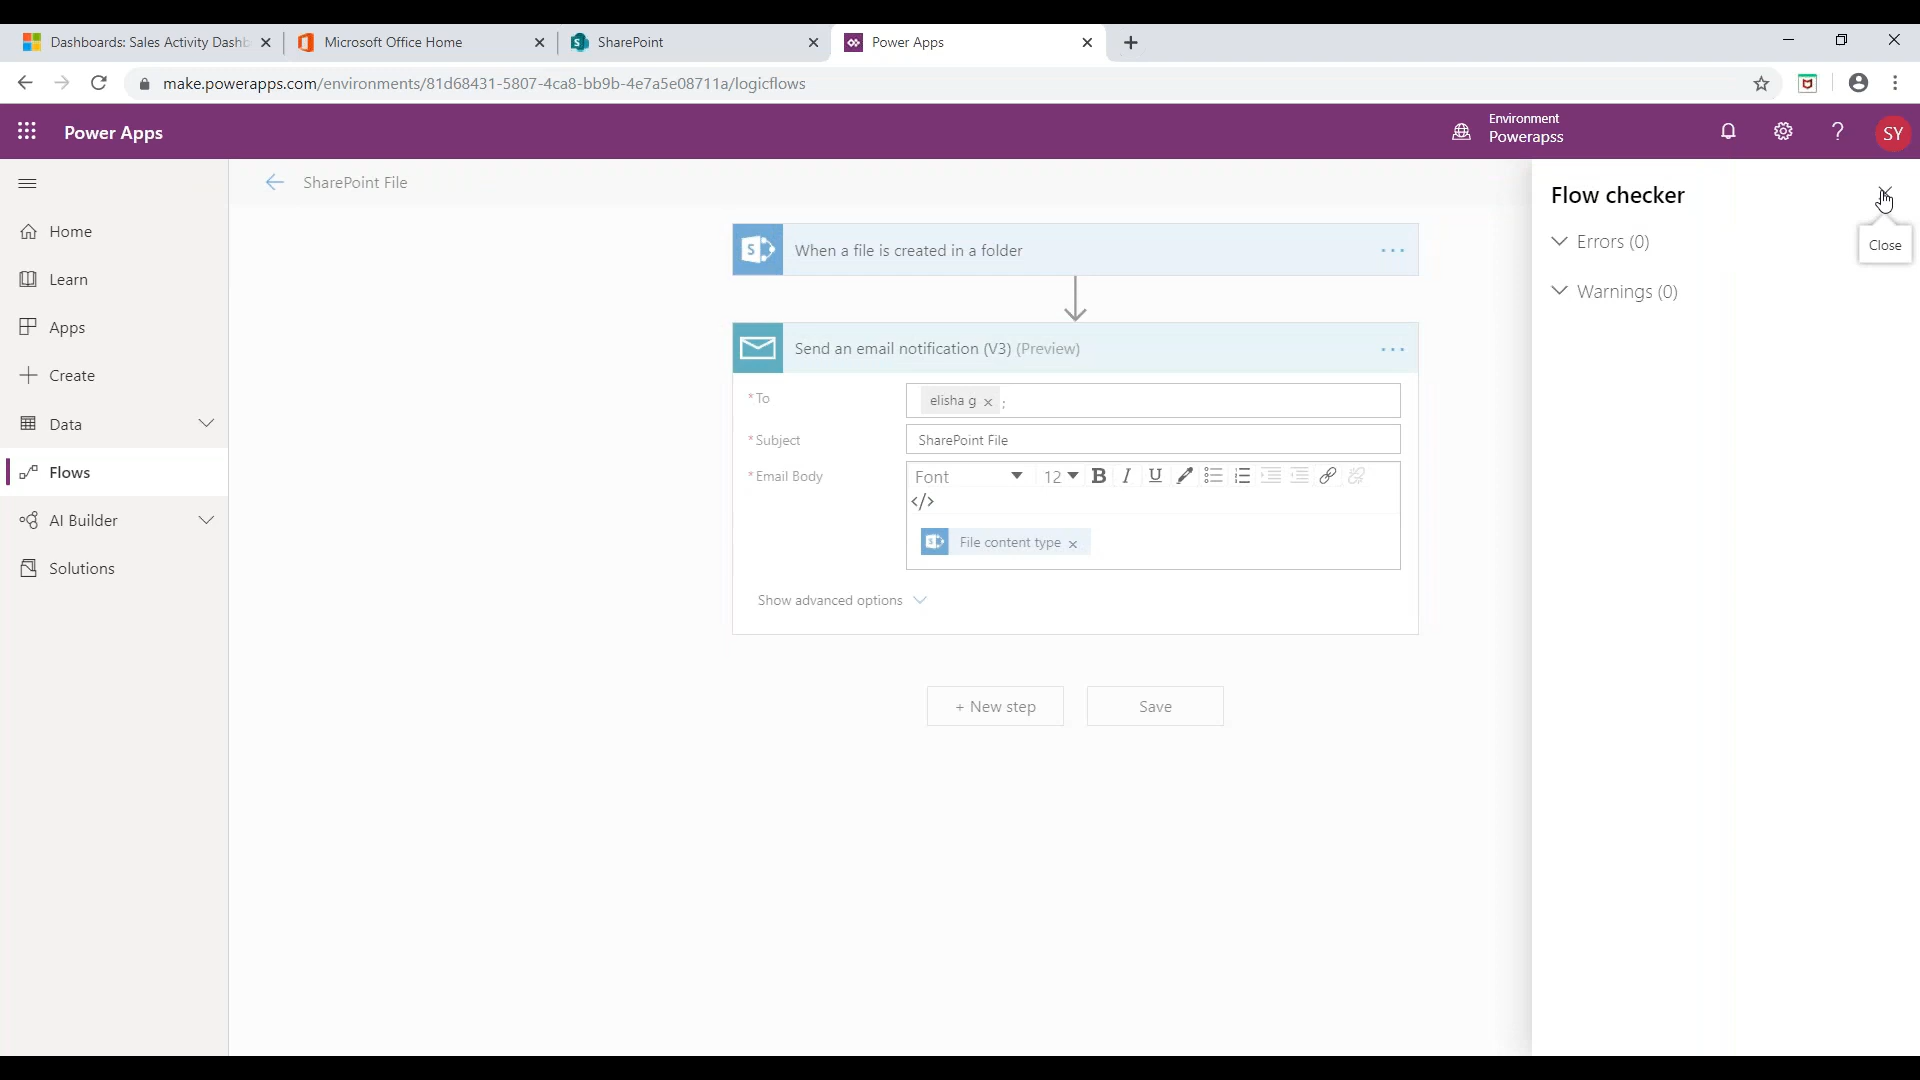 Dashboards: Sales Activity Dashb
Microsoft Office Home
SharePoint
Power Apps
make.powerapps.com/environments/81d68431-5807-4ca8-bb9b-4e7a5e08711a/logicflows
Power Apps
Environment
Powerapss
SY
SharePoint File
Flow checker
Close
Errors (0)
Warnings (0)
Home
Learn
Apps
Create
Data
Flows
AI Builder
Solutions
When a file is created in a folder
Send an email notification (V3) (Preview)
* To
elisha g ;
* Subject
SharePoint File
* Email Body
Font 12 B I U
</>
S File content type
Show advanced options
+ New step
Save